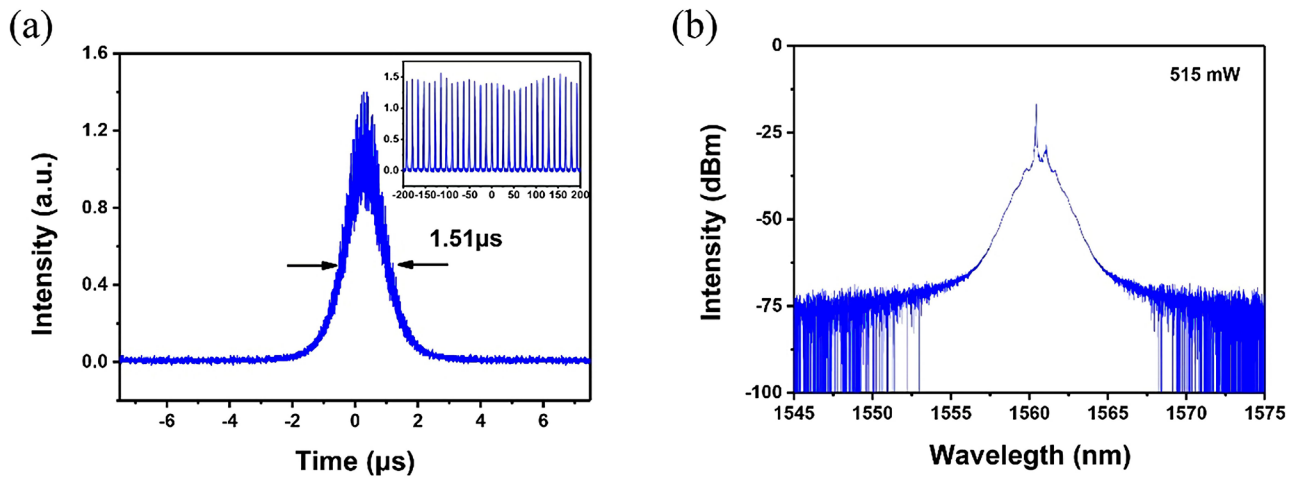 (a)
1.6
1.2
0.8
0.4
0.0
Intensity (a.u.)
-6 -4 -2 0 2 4 6
Time (μs)
1.51μs
1.5
1.0
0.5
0.0
-200 -150 -100 -50 0 50 100 150 200
(b)
0
-25
-50
-75
-100
Intensity (dBm)
515 mW
1545 1550 1555 1560 1565 1570 1575
Wavelegth (nm)